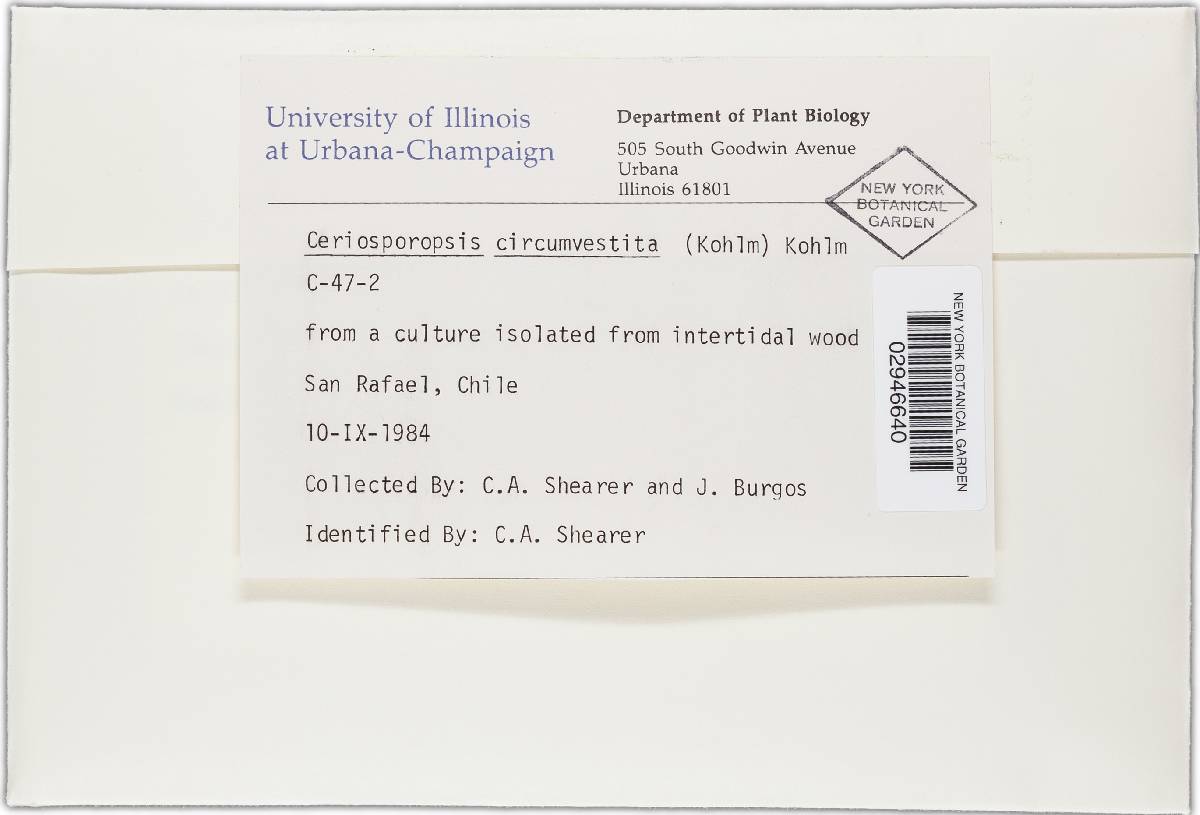 University of Illinois
at Urbana-Champaign
Department of Plant Biology
505 South Goodwin Avenue
Urbana
Illinois 61801
NEW YORK
BOTANICAL
GARDEN
Ceriosporopsis circumvestita (Kohlm) Kohlm
C-47-2
from a culture isolated from intertidal wood
San Rafael, Chile
10-IX-1984
Collected By: C.A. Shearer and J. Burgos
Identified By: C.A. Shearer
NEW YORK BOTANICAL GARDEN
02946640